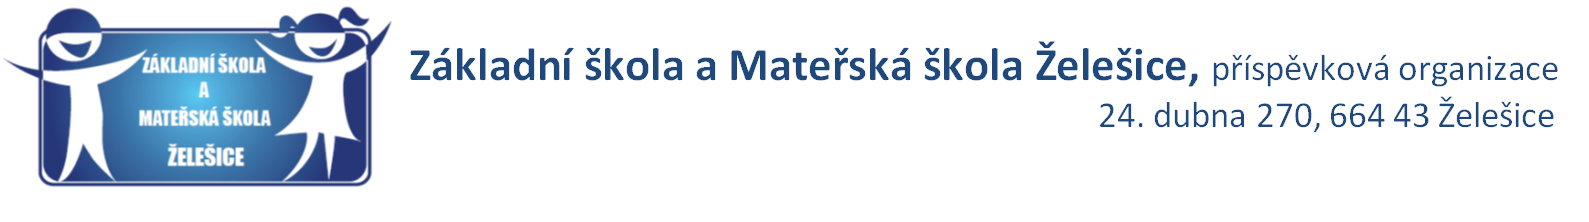 ZÁKLADNÍ ŠKOLA
A
MATEŘSKÁ ŠKOLA
ŽELEŠICE
Základní škola a Mateřská škola Želešice, příspěvková organizace
24. dubna 270, 664 43 Želešice